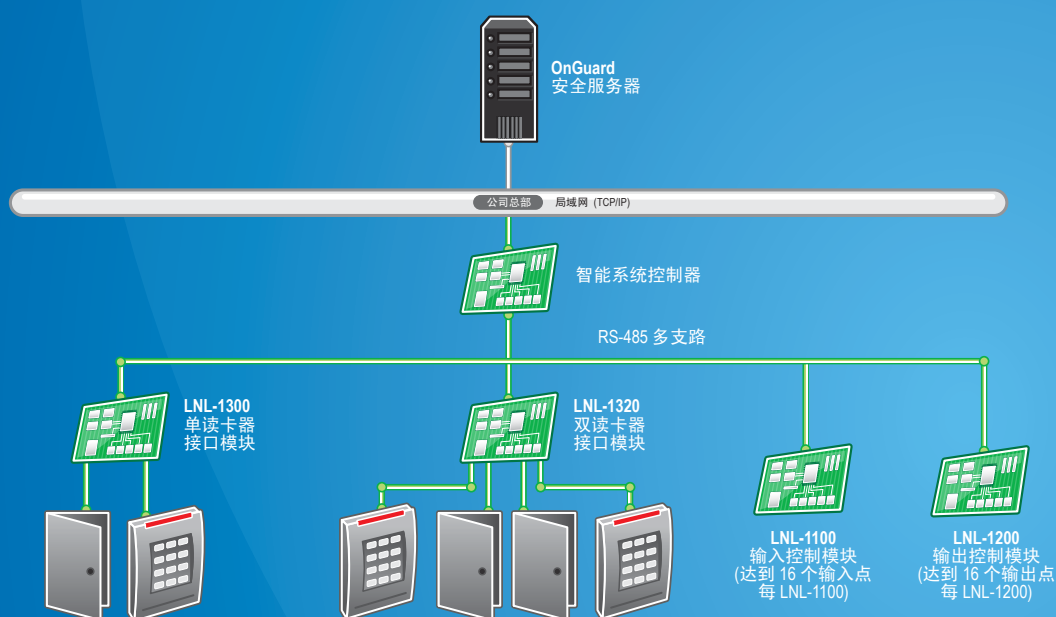 OnGuard
安全服务器
公司总部 局域网 (TCP/IP)
智能系统控制器
RS-485 多支路
LNL-1300
单读卡器
接口模块
LNL-1320
双读卡器
接口模块
LNL-1100
输入控制模块
(达到 16 个输入点
每 LNL-1100)
LNL-1200
输出控制模块
(达到 16 个输出点
每 LNL-1200)